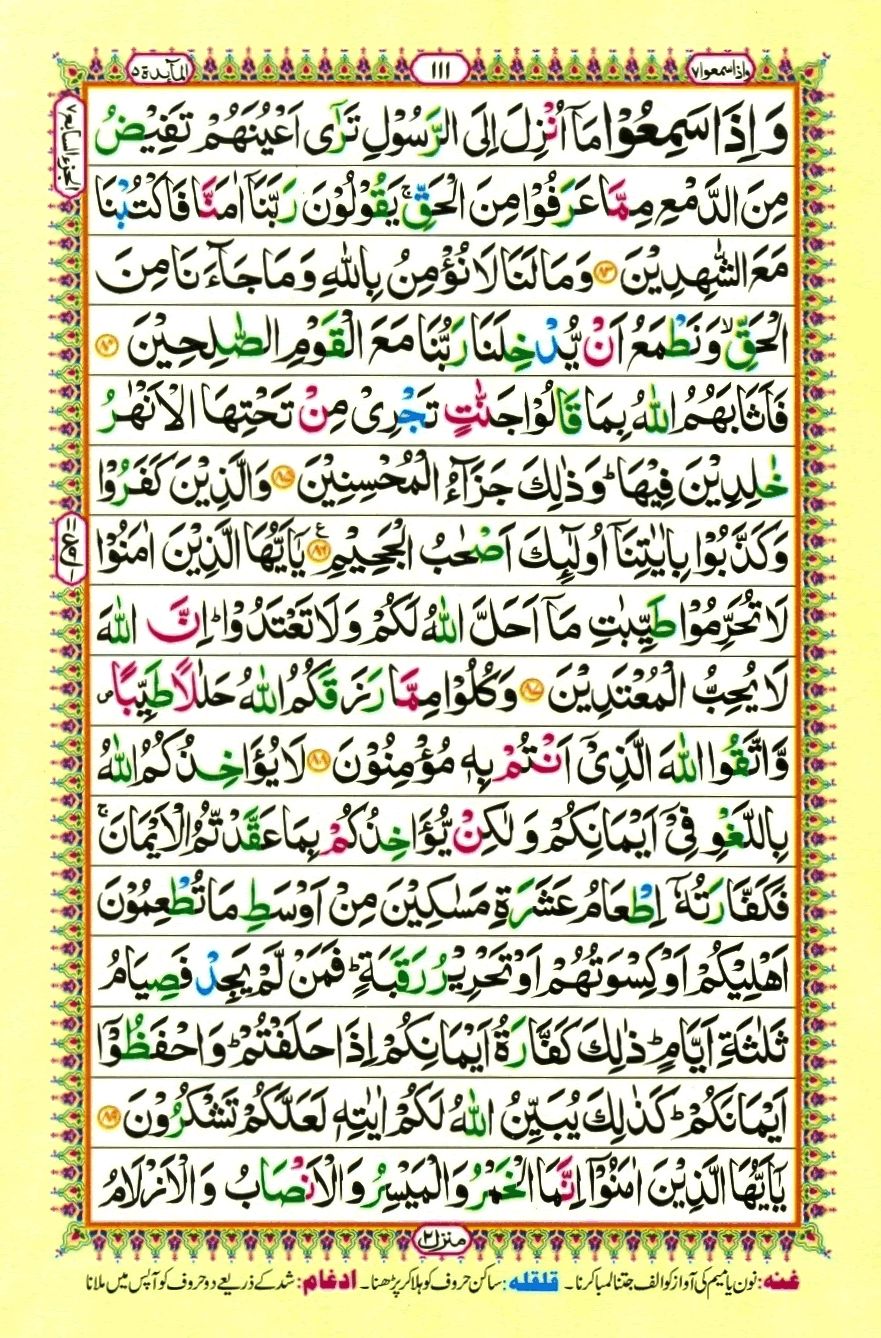 واذاسمعوا٧
١١١
المآئدة ٥
وَاِذَا سَمِعُوْا مَاۤ اُنْزِلَ اِلَى الرَّسُوْلِ تَرٰۤى اَعْيُنَهُمْ تَفِيْضُ
الجزء السابع ٧
مِنَ الدَّمْعِ مِمَّا عَرَفُوْا مِنَ الْحَقِّ ۚ يَقُوْلُوْنَ رَبَّنَاۤ اٰمَنَّا فَاكْتُبْنَا
مَعَ الشّٰهِدِيْنَ ﴿٨٣﴾ وَمَا لَنَا لَا نُؤْمِنُ بِاللّٰهِ وَمَا جَآءَنَا مِنَ
الْحَقِّ ۙ وَنَطْمَعُ اَنْ يُّدْخِلَنَا رَبُّنَا مَعَ الْقَوْمِ الصّٰلِحِيْنَ ﴿٨٤﴾
فَاَثَابَهُمُ اللّٰهُ بِمَا قَالُوْا جَنّٰتٍ تَجْرِىْ مِنْ تَحْتِهَا الْاَنْهٰرُ
خٰلِدِيْنَ فِيْهَا ؕ وَذٰلِكَ جَزَآءُ الْمُحْسِنِيْنَ ﴿٨٥﴾ وَالَّذِيْنَ كَفَرُوْا
وَكَذَّبُوْا بِاٰيٰتِنَاۤ اُولٰٓئِكَ اَصْحٰبُ الْجَحِيْمِ ﴿٨٦﴾ ع يٰۤاَيُّهَا الَّذِيْنَ اٰمَنُوْا
لَا تُحَرِّمُوْا طَيِّبٰتِ مَاۤ اَحَلَّ اللّٰهُ لَكُمْ وَلَا تَعْتَدُوْا ؕ اِنَّ اللّٰهَ
لَا يُحِبُّ الْمُعْتَدِيْنَ ﴿٨٧﴾ وَكُلُوْا مِمَّا رَزَقَكُمُ اللّٰهُ حَلٰلًا طَيِّبًا ص
وَّاتَّقُوا اللّٰهَ الَّذِىْۤ اَنْتُمْ بِهٖ مُؤْمِنُوْنَ ﴿٨٨﴾ لَا يُؤَاخِذُكُمُ اللّٰهُ
بِاللَّغْوِ فِىْۤ اَيْمَانِكُمْ وَلٰكِنْ يُّؤَاخِذُكُمْ بِمَا عَقَّدْتُّمُ الْاَيْمَانَ ۚ
فَكَفَّارَتُهٗۤ اِطْعَامُ عَشَرَةِ مَسٰكِيْنَ مِنْ اَوْسَطِ مَا تُطْعِمُوْنَ
اَهْلِيْكُمْ اَوْ كِسْوَتُهُمْ اَوْ تَحْرِيْرُ رَقَبَةٍ ؕ فَمَنْ لَّمْ يَجِدْ فَصِيَامُ
ثَلٰثَةِ اَيَّامٍ ؕ ذٰلِكَ كَفَّارَةُ اَيْمَانِكُمْ اِذَا حَلَفْتُمْ ؕ وَاحْفَظُوْۤا
اَيْمَانَكُمْ ؕ كَذٰلِكَ يُبَيِّنُ اللّٰهُ لَكُمْ اٰيٰتِهٖ لَعَلَّكُمْ تَشْكُرُوْنَ ﴿٨٩﴾
يٰۤاَيُّهَا الَّذِيْنَ اٰمَنُوْۤا اِنَّمَا الْخَمْرُ وَالْمَيْسِرُ وَالْاَنْصَابُ وَالْاَزْلَامُ
منزل ٢
غنه: نون یا میم کی آواز کو الف جتنا لمبا کرنا۔ قلقله: ساکن حروف کو ہلا کر پڑھنا۔ ادغام: شد کے ذریعے دو حروف کو آپس میں ملانا